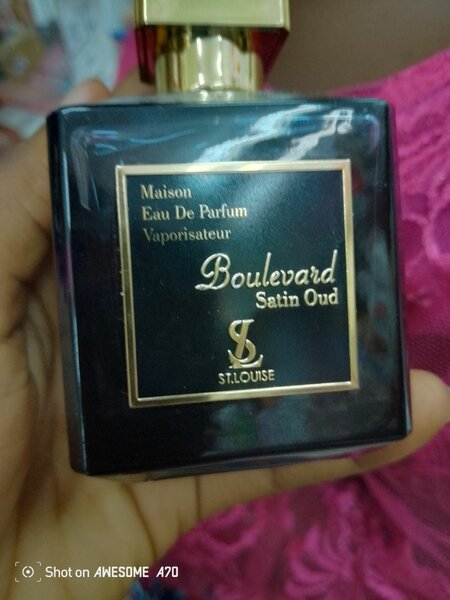 Maison
Eau De Parfum
Vaporisateur
Boulevard
Satin Oud
SL
ST.LOUISE
Shot on AWESOME A70